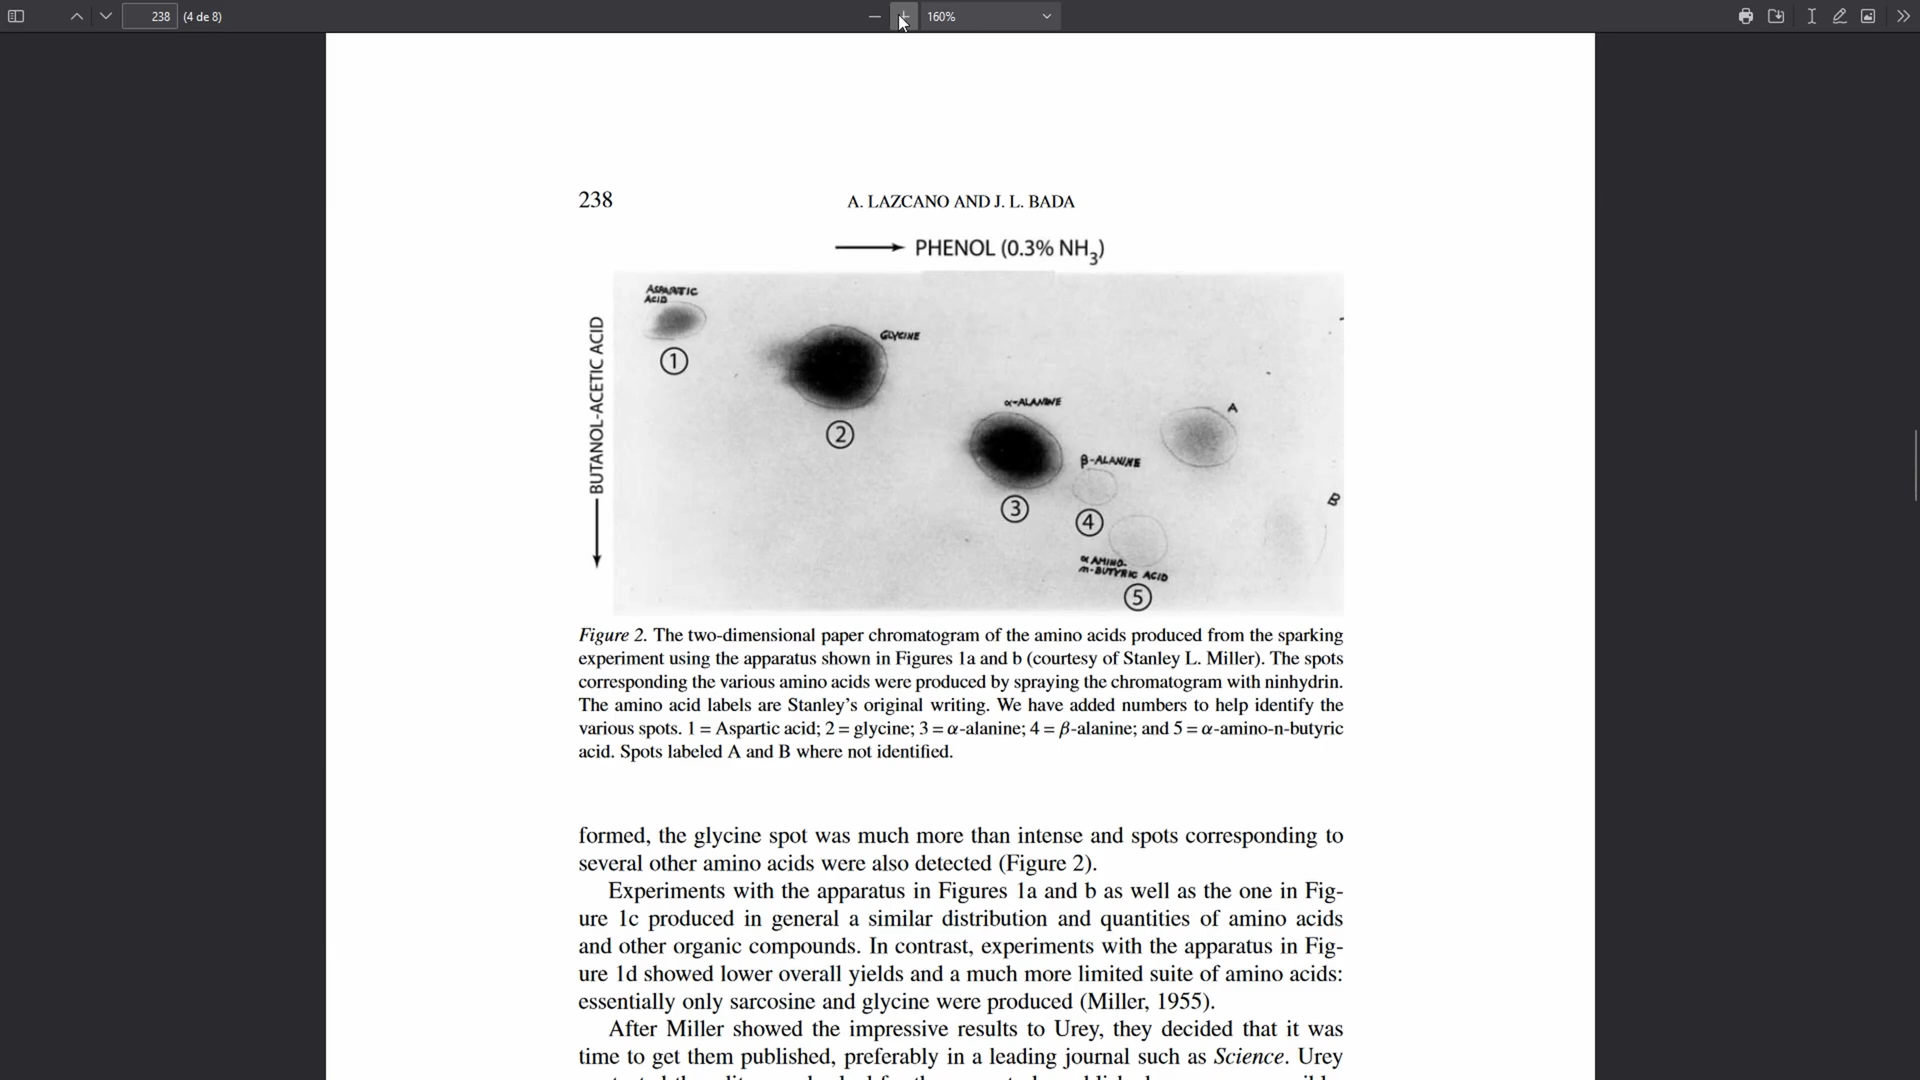 238
(4 de 8)
160%
238
A. LAZCANO AND J. L. BADA
PHENOL (0.3% NH3)
BUTANOL-ACETIC ACID
ASPARTIC
ACID
1
GLYCINE
2
α-ALANINE
3
A
β-ALANINE
4
B
α AMINO-
n-BUTYRIC ACID
5
Figure 2. The two-dimensional paper chromatogram of the amino acids produced from the sparking
experiment using the apparatus shown in Figures 1a and b (courtesy of Stanley L. Miller). The spots
corresponding the various amino acids were produced by spraying the chromatogram with ninhydrin.
The amino acid labels are Stanley’s original writing. We have added numbers to help identify the
various spots. 1 = Aspartic acid; 2 = glycine; 3 = α-alanine; 4 = β-alanine; and 5 = α-amino-n-butyric
acid. Spots labeled A and B where not identified.
formed, the glycine spot was much more than intense and spots corresponding to
several other amino acids were also detected (Figure 2).
Experiments with the apparatus in Figures 1a and b as well as the one in Fig-
ure 1c produced in general a similar distribution and quantities of amino acids
and other organic compounds. In contrast, experiments with the apparatus in Fig-
ure 1d showed lower overall yields and a much more limited suite of amino acids:
essentially only sarcosine and glycine were produced (Miller, 1955).
After Miller showed the impressive results to Urey, they decided that it was
time to get them published, preferably in a leading journal such as Science. Urey